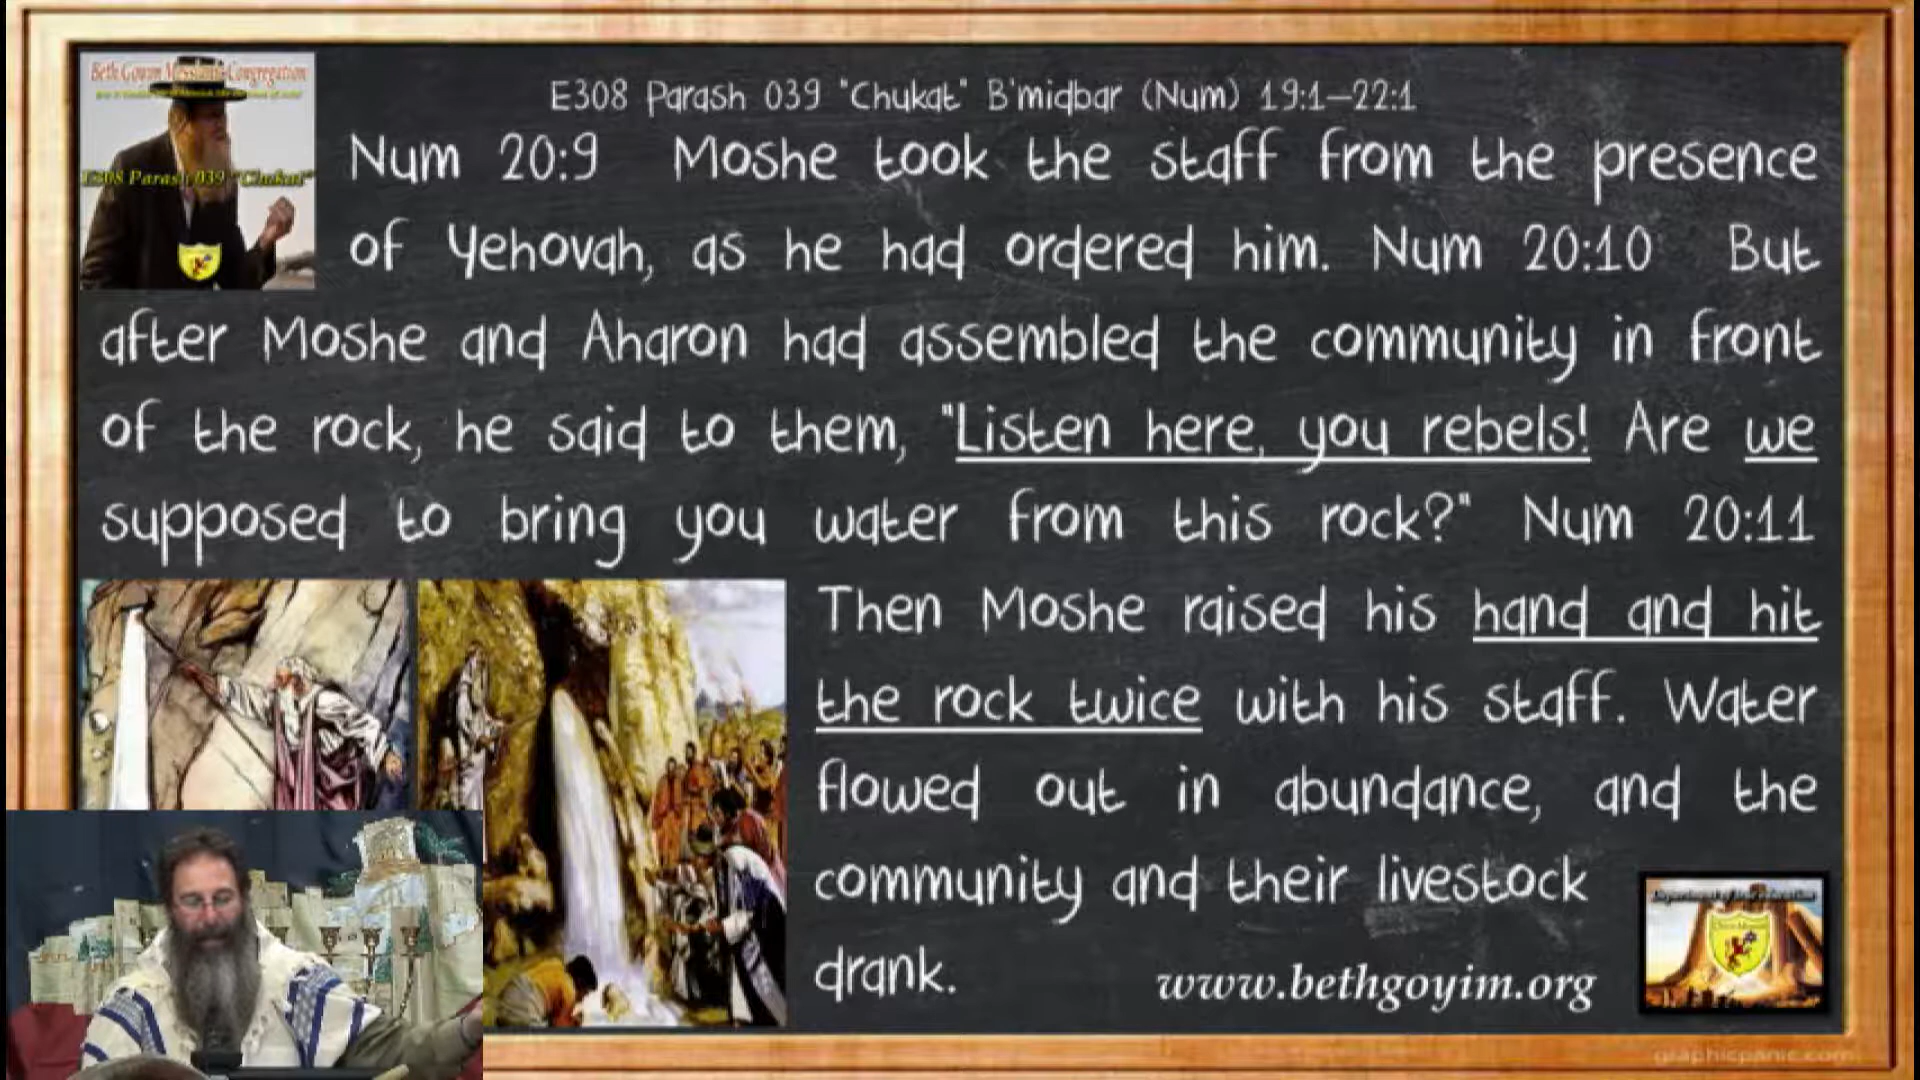 Beth Goyim Messianic Congregation
E308 Parash 039 "Chukat"
E308 Parash 039 "Chukat" B'midbar (Num) 19:1–22:1
Num 20:9 Moshe took the staff from the presence
of Yehovah, as he had ordered him. Num 20:10 But
after Moshe and Aharon had assembled the community in front
of the rock, he said to them, "Listen here, you rebels! Are we
supposed to bring you water from this rock?" Num 20:11
Then Moshe raised his hand and hit
the rock twice with his staff. Water
flowed out in abundance, and the
community and their livestock
drank.
www.bethgoyim.org
graphicpanic.com